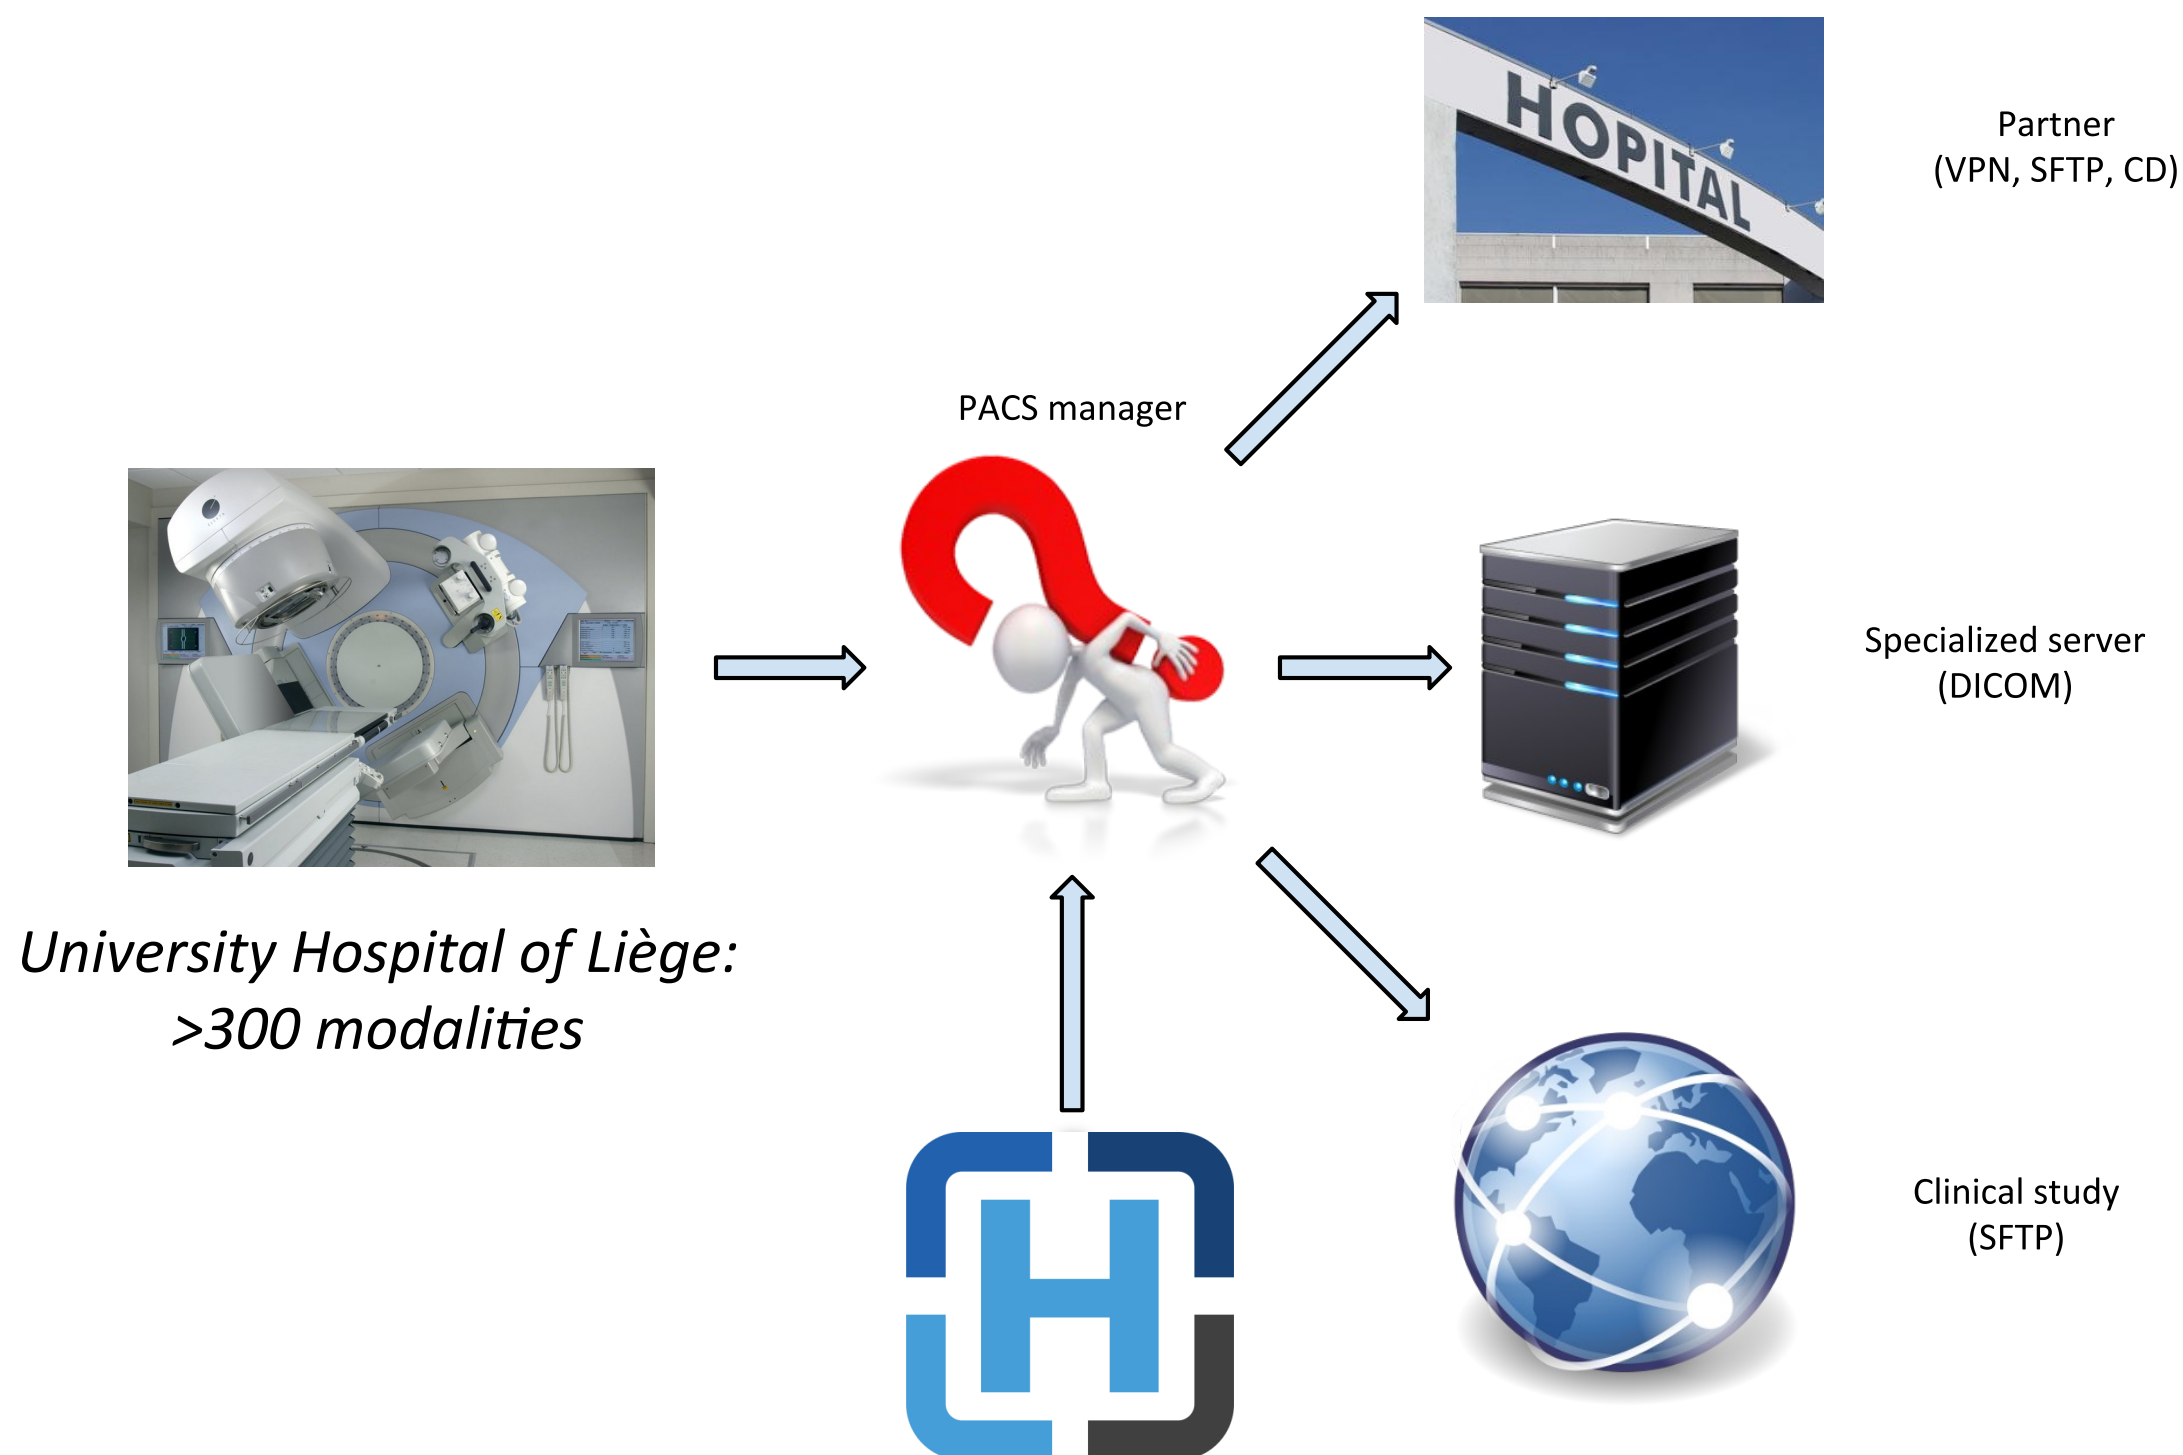 HOPITAL
Partner
(VPN, SFTP, CD)
PACS manager
Specialized server
(DICOM)
University Hospital of Liège:
>300 modalities
H
Clinical study
(SFTP)